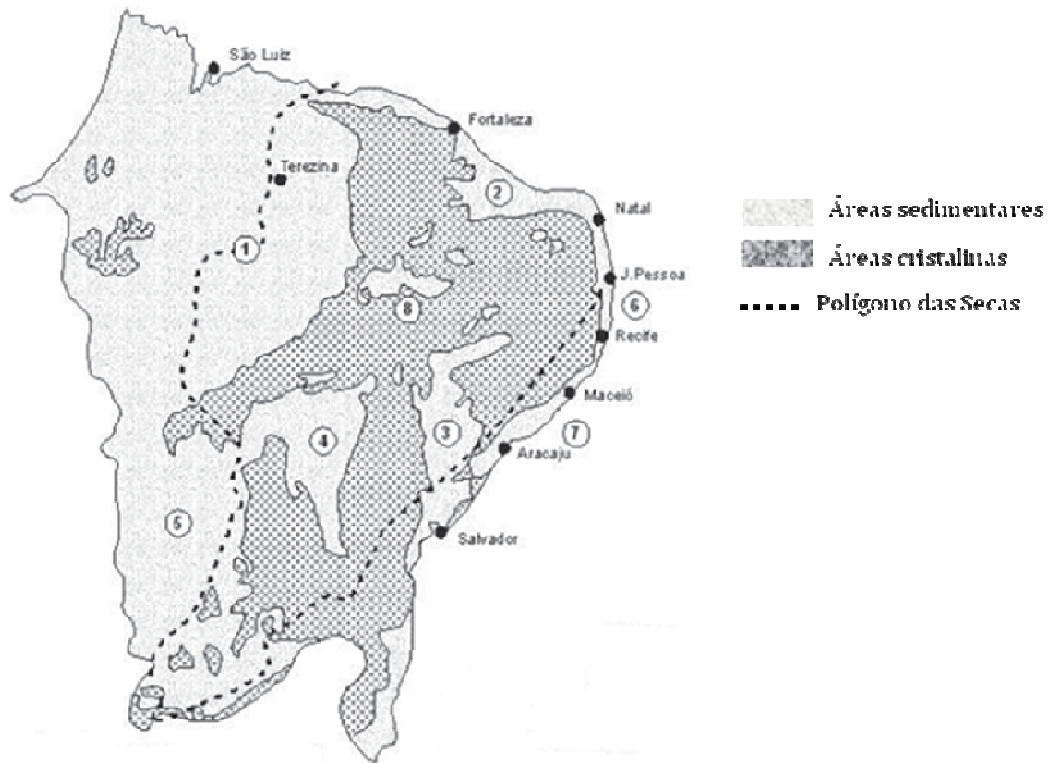 São Luiz
Fortaleza
Terezina
2
Natal
1
J.Pessoa
8
6
Recife
Maceió
4
3
7
Aracaju
5
Salvador
Áreas sedimentares
Áreas cristalinas
Polígono das Secas